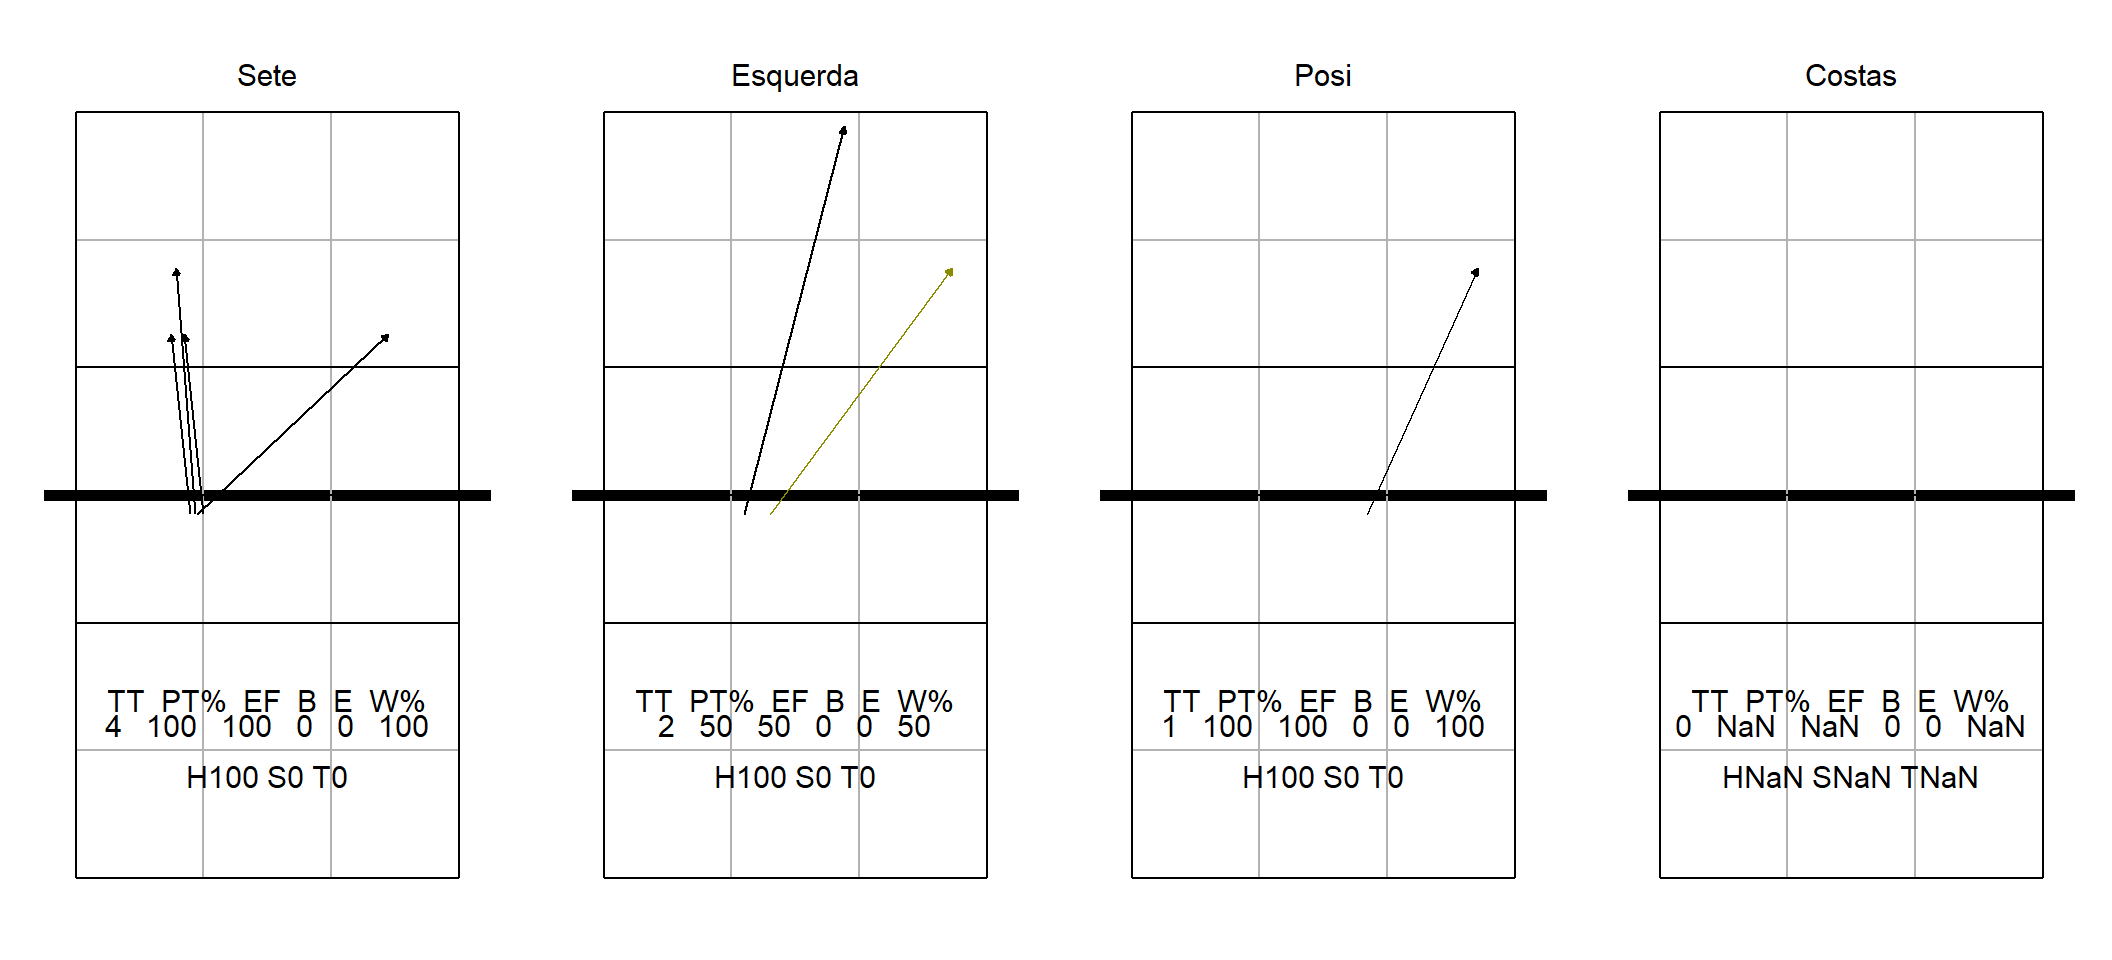 Sete
TT PT% EF B E W%
4 100 100 0 0 100
H100 S0 T0
Esquerda
TT PT% EF B E W%
2 50 50 0 0 50
H100 S0 T0
Posi
TT PT% EF B E W%
1 100 100 0 0 100
H100 S0 T0
Costas
TT PT% EF B E W%
0 NaN NaN 0 0 NaN
HNaN SNaN TNaN